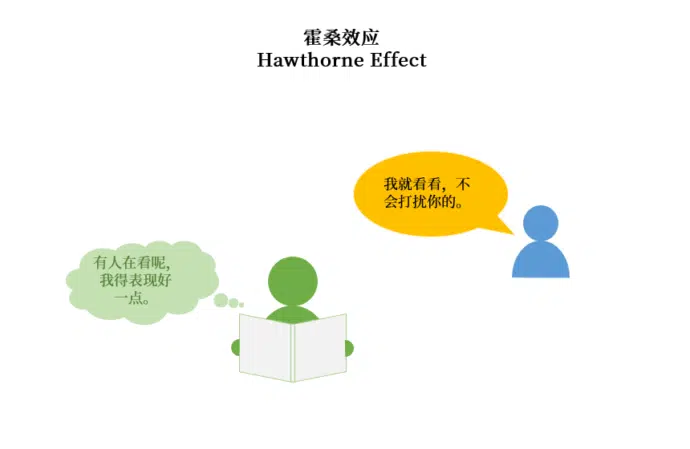 霍桑效应
Hawthorne Effect
我就看看，不
会打扰你的。
有人在看呢，
我得表现好
一点。